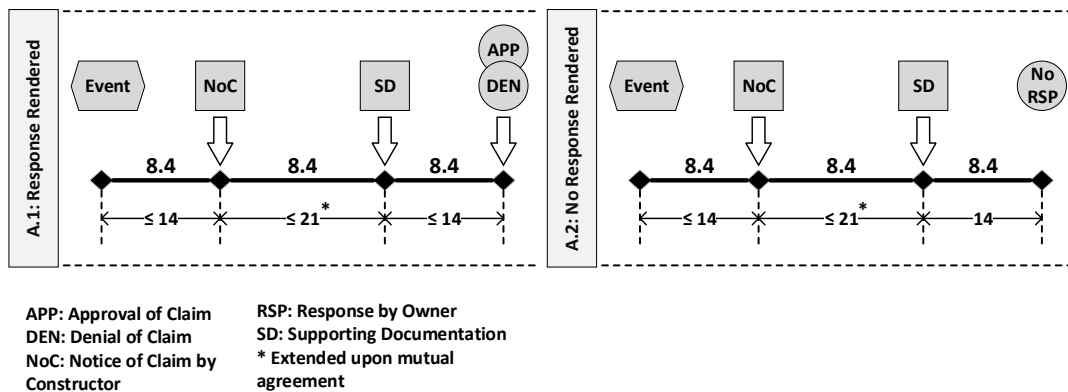 A.1: Response Rendered
APP
Event
NoC
SD
DEN
8.4
8.4
8.4
≤ 14
≤ 21*
≤ 14
A.2: No Response Rendered
Event
NoC
SD
No
RSP
8.4
8.4
8.4
≤ 14
≤ 21*
14
APP: Approval of Claim
DEN: Denial of Claim
NoC: Notice of Claim by
Constructor
RSP: Response by Owner
SD: Supporting Documentation
* Extended upon mutual
agreement